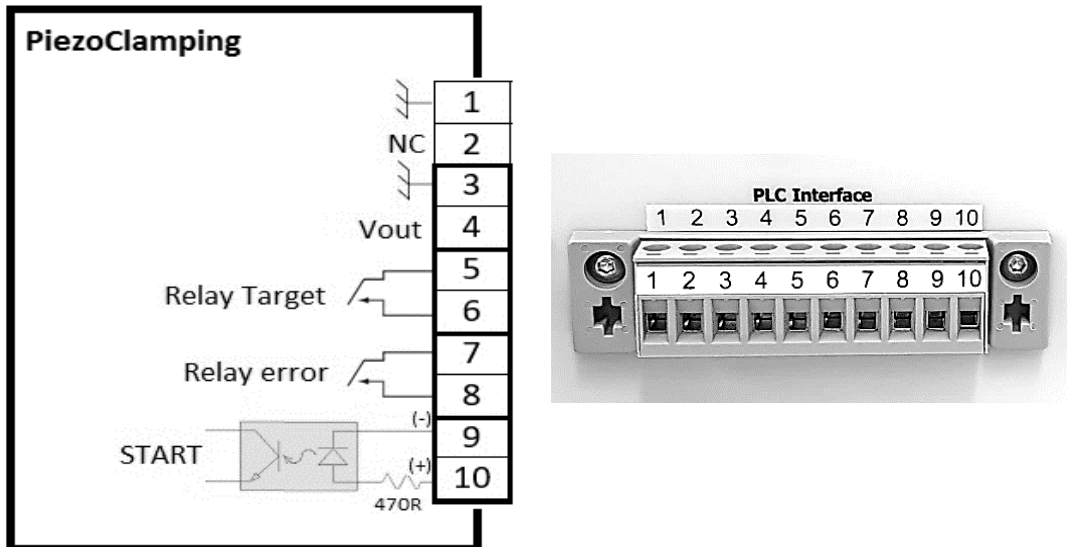 PiezoClamping
1
NC 2
3
Vout 4
5
Relay Target
6
7
Relay error
8
(-)
9
START
(+)
10
470R
PLC Interface
1 2 3 4 5 6 7 8 9 10
1 2 3 4 5 6 7 8 9 10